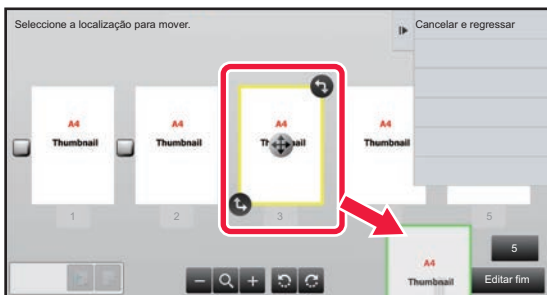 Seleccione a localização para mover.
Cancelar e regressar
A4
Thumbnail
A4
Thumbnail
A4
Thumbnail
A4
Thumbnail
1
2
3
5
A4
Thumbnail
5
Editar fim